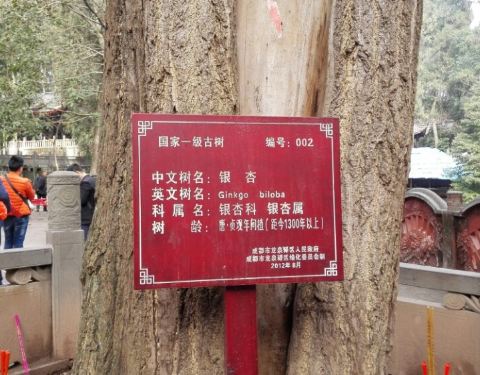 国家一级古树 编号：002
中文树名：银 杏
英文树名：Ginkgo biloba
科 属 名：银杏科 银杏属
树 龄：唐·贞观年间植（距今1300年以上）
成都市龙泉驿区人民政府
成都市龙泉驿区绿化委员会制
2012年8月